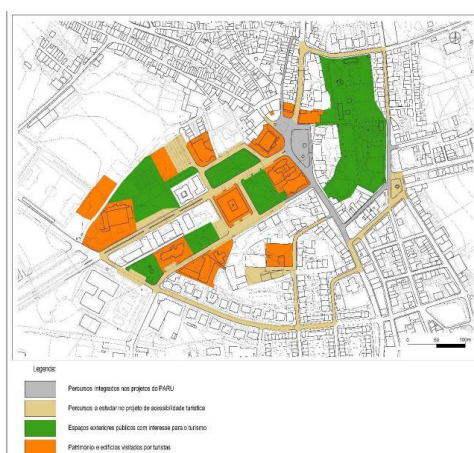 0 50 100m
Legenda:
Percursos integrados nos projetos do PARU
Percursos a estudar no projeto de acessibilidade turística
Espaços exteriores públicos com interesse para o turismo
Património e edifícios visitados por turistas